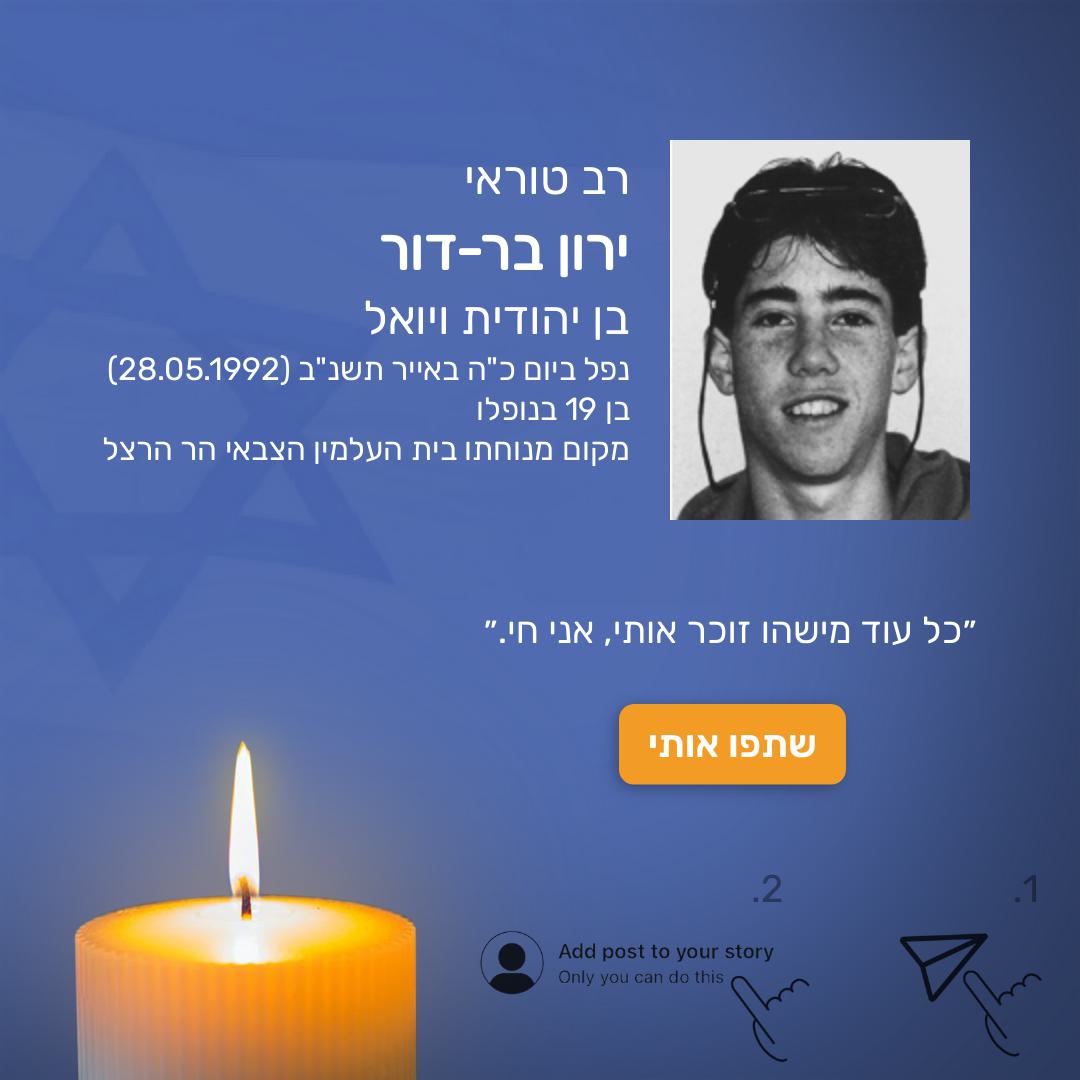 רב טוראי
ירון בר-דור
בן יהודית ויואל
נפל ביום כ"ה באייר תשנ"ב (28.05.1992)
בן 19 בנופלו
מקום מנוחתו בית העלמין הצבאי הר הרצל
״כל עוד מישהו זוכר אותי, אני חי.״
שתפו אותי
1.
2.
Add post to your story
Only you can do this